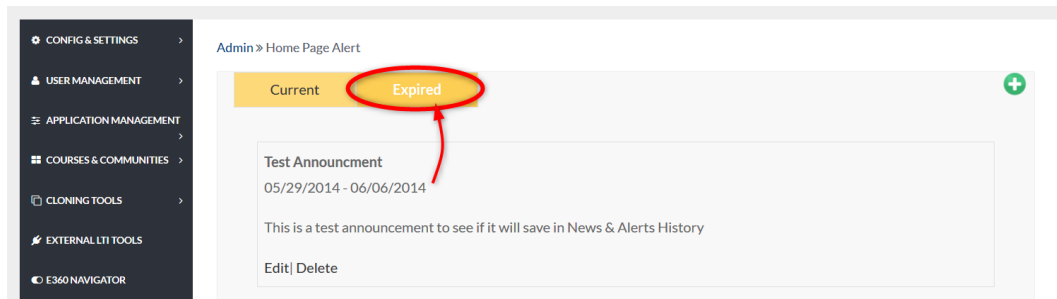 CONFIG & SETTINGS
USER MANAGEMENT
APPLICATION MANAGEMENT
COURSES & COMMUNITIES
CLONING TOOLS
EXTERNAL LTI TOOLS
E360 NAVIGATOR
Admin » Home Page Alert
Current Expired
Test Announcment
05/29/2014 - 06/06/2014
This is a test announcement to see if it will save in News & Alerts History
Edit| Delete